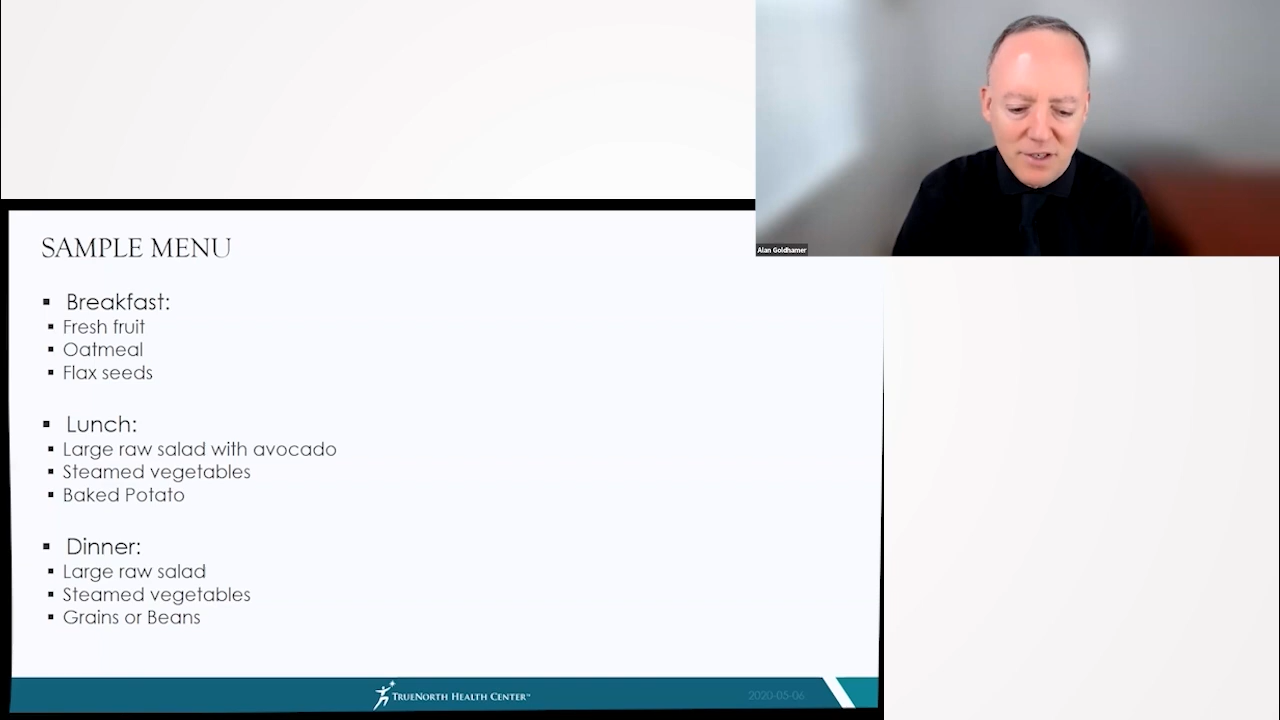 Alan Goldhamer
SAMPLE MENU
Breakfast:
Fresh fruit
Oatmeal
Flax seeds
Lunch:
Large raw salad with avocado
Steamed vegetables
Baked Potato
Dinner:
Large raw salad
Steamed vegetables
Grains or Beans
TRUENORTH HEALTH CENTER™
2020-05-06